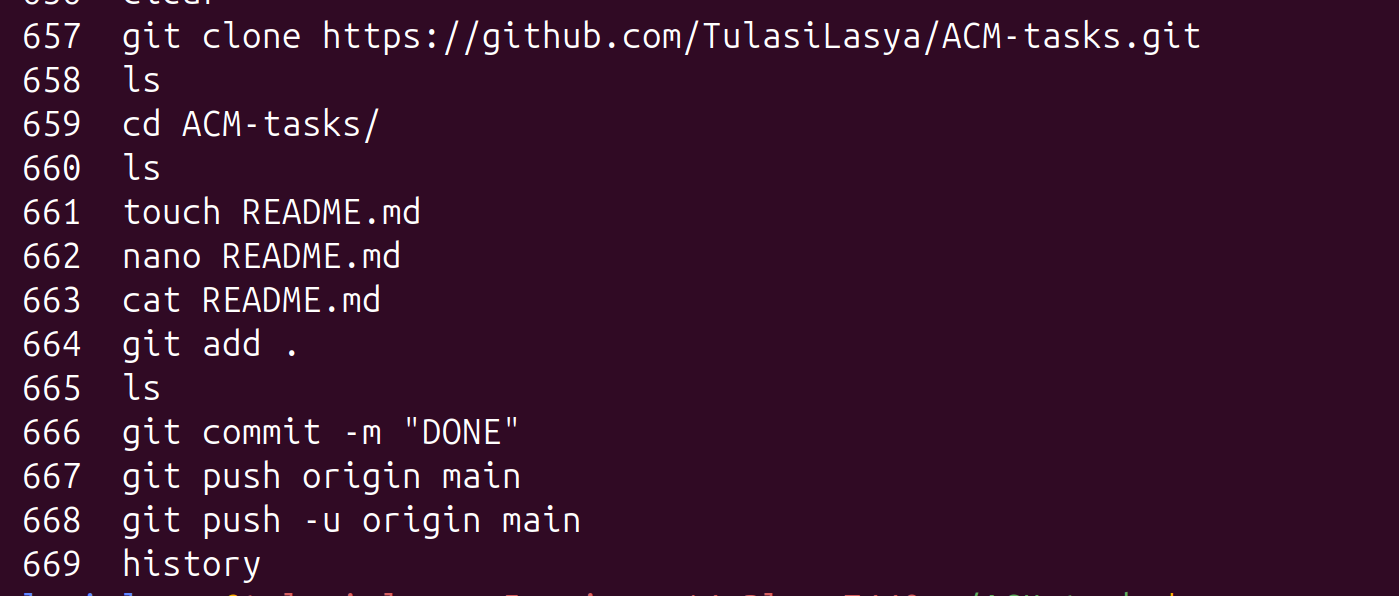 657 git clone https://github.com/TulasiLasya/ACM-tasks.git
658 ls
659 cd ACM-tasks/
660 ls
661 touch README.md
662 nano README.md
663 cat README.md
664 git add .
665 ls
666 git commit -m "DONE"
667 git push origin main
668 git push -u origin main
669 history